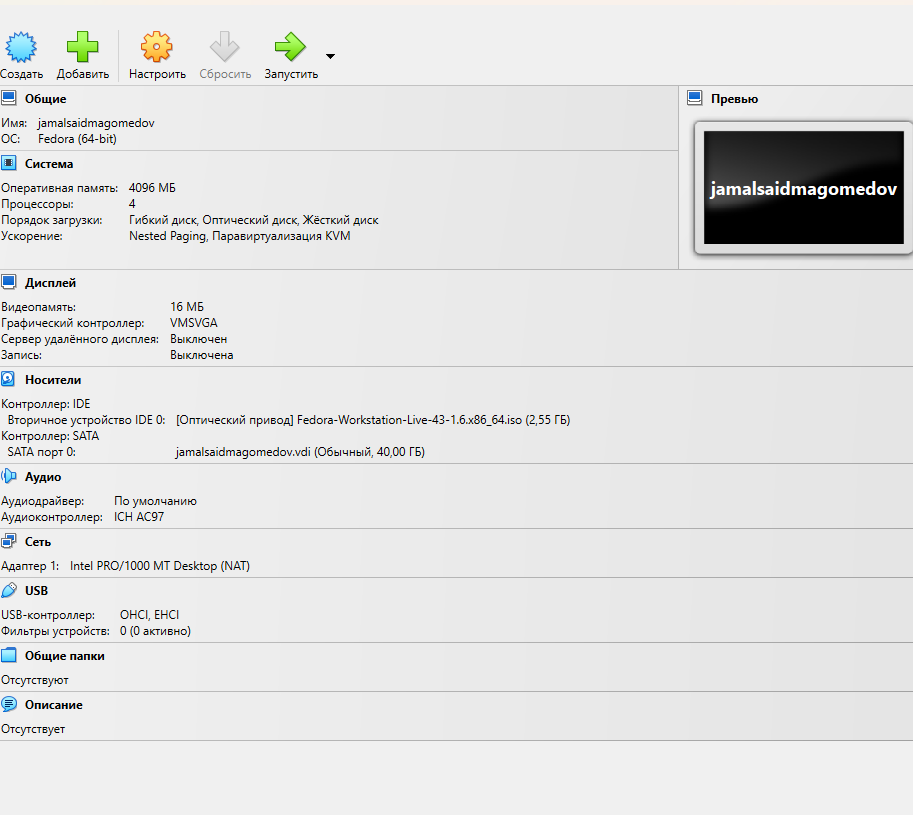 Создать Добавить Настроить Сбросить Запустить
Общие
Имя: jamalsaidmagomedov
ОС: Fedora (64-bit)
Превью
jamalsaidmagomedov
Система
Оперативная память: 4096 МБ
Процессоры: 4
Порядок загрузки: Гибкий диск, Оптический диск, Жёсткий диск
Ускорение: Nested Paging, Паравиртуализация KVM
Дисплей
Видеопамять: 16 МБ
Графический контроллер: VMSVGA
Сервер удалённого дисплея: Выключен
Запись: Выключена
Носители
Контроллер: IDE
Вторичное устройство IDE 0: [Оптический привод] Fedora-Workstation-Live-43-1.6.x86_64.iso (2,55 ГБ)
Контроллер: SATA
SATA порт 0: jamalsaidmagomedov.vdi (Обычный, 40,00 ГБ)
Аудио
Аудиодрайвер: По умолчанию
Аудиоконтроллер: ICH AC97
Сеть
Адаптер 1: Intel PRO/1000 MT Desktop (NAT)
USB
USB-контроллер: OHCI, EHCI
Фильтры устройств: 0 (0 активно)
Общие папки
Отсутствуют
Описание
Отсутствует